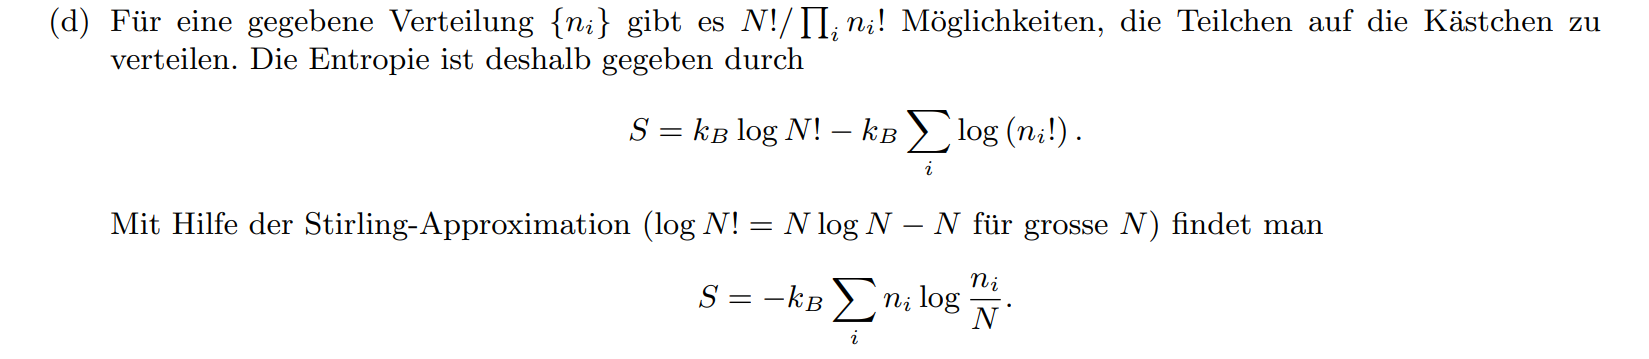 (d) Für eine gegebene Verteilung {n_i} gibt es N!/∏_i n_i! Möglichkeiten, die Teilchen auf die Kästchen zu
verteilen. Die Entropie ist deshalb gegeben durch
S = k_B log N! − k_B ∑_i log (n_i!) .
Mit Hilfe der Stirling-Approximation (log N! = N log N − N für grosse N) findet man
S = −k_B ∑_i n_i log n_i/N.